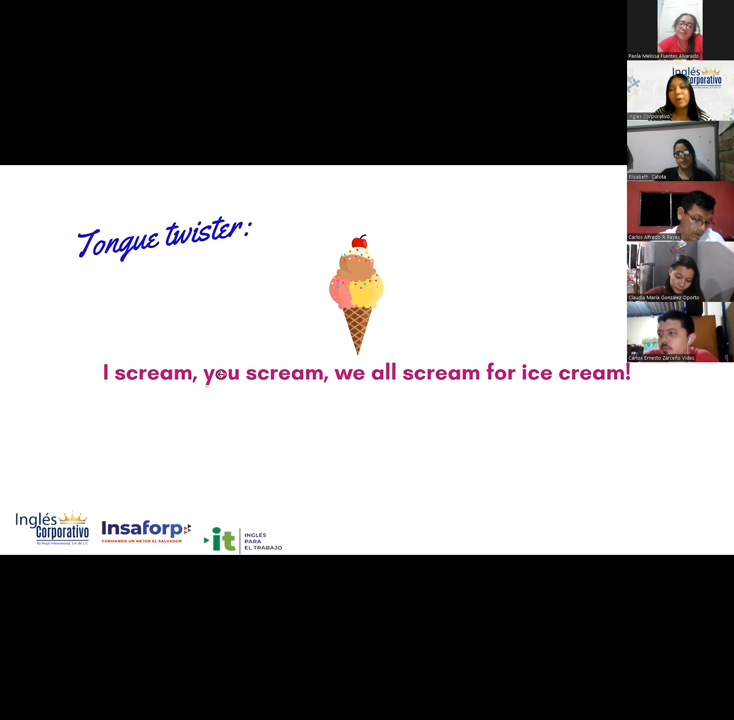 Paola Melissa Fuentes Alvarado
Inglés
Corporativo
Ingles Corporativo
Elizabeth Catota
Carlos Alfredo R Reyes
Claudia María González Oporto
Carlos Ernesto Zarceño Vides
Tongue twister:
I scream, you scream, we all scream for ice cream!
Inglés
Corporativo
Insaforp
FORMANDO UN MEJOR EL SALVADOR
it
INGLÉS
PARA
EL TRABAJO